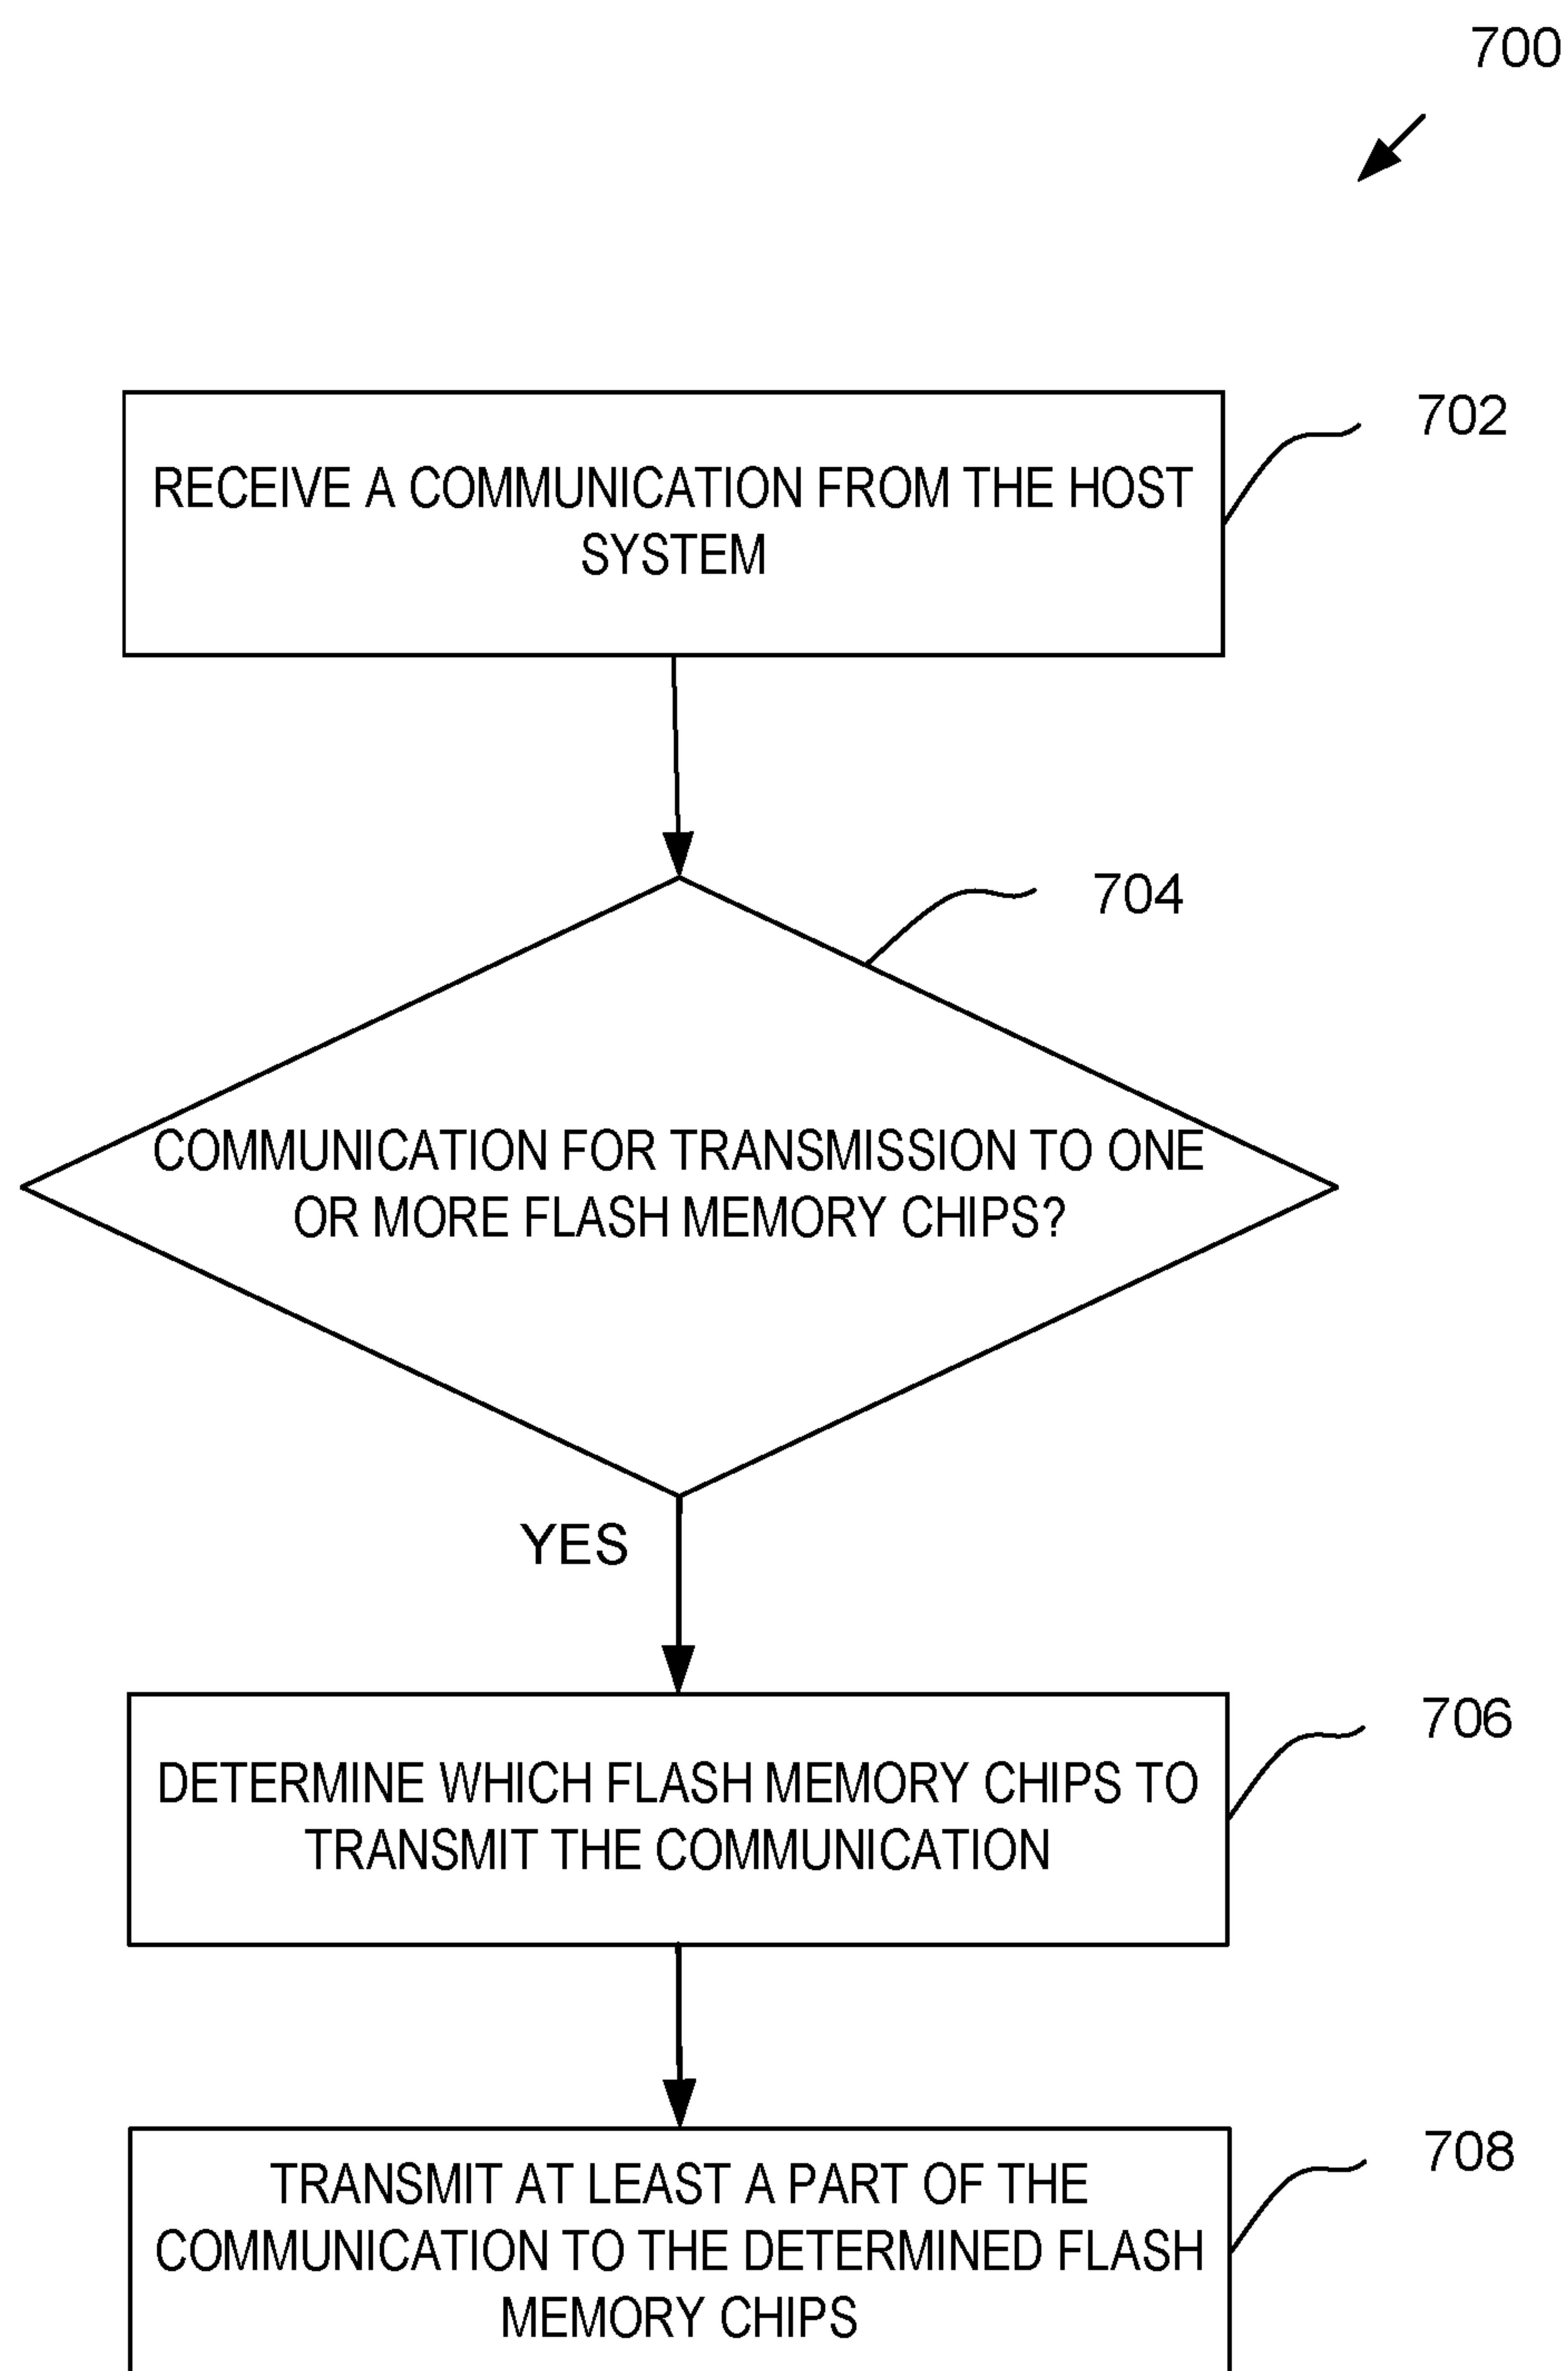 700
702
RECEIVE A COMMUNICATION FROM THE HOST
SYSTEM
704
COMMUNICATION FOR TRANSMISSION TO ONE
OR MORE FLASH MEMORY CHIPS?
YES
706
DETERMINE WHICH FLASH MEMORY CHIPS TO
TRANSMIT THE COMMUNICATION
708
TRANSMIT AT LEAST A PART OF THE
COMMUNICATION TO THE DETERMINED FLASH
MEMORY CHIPS